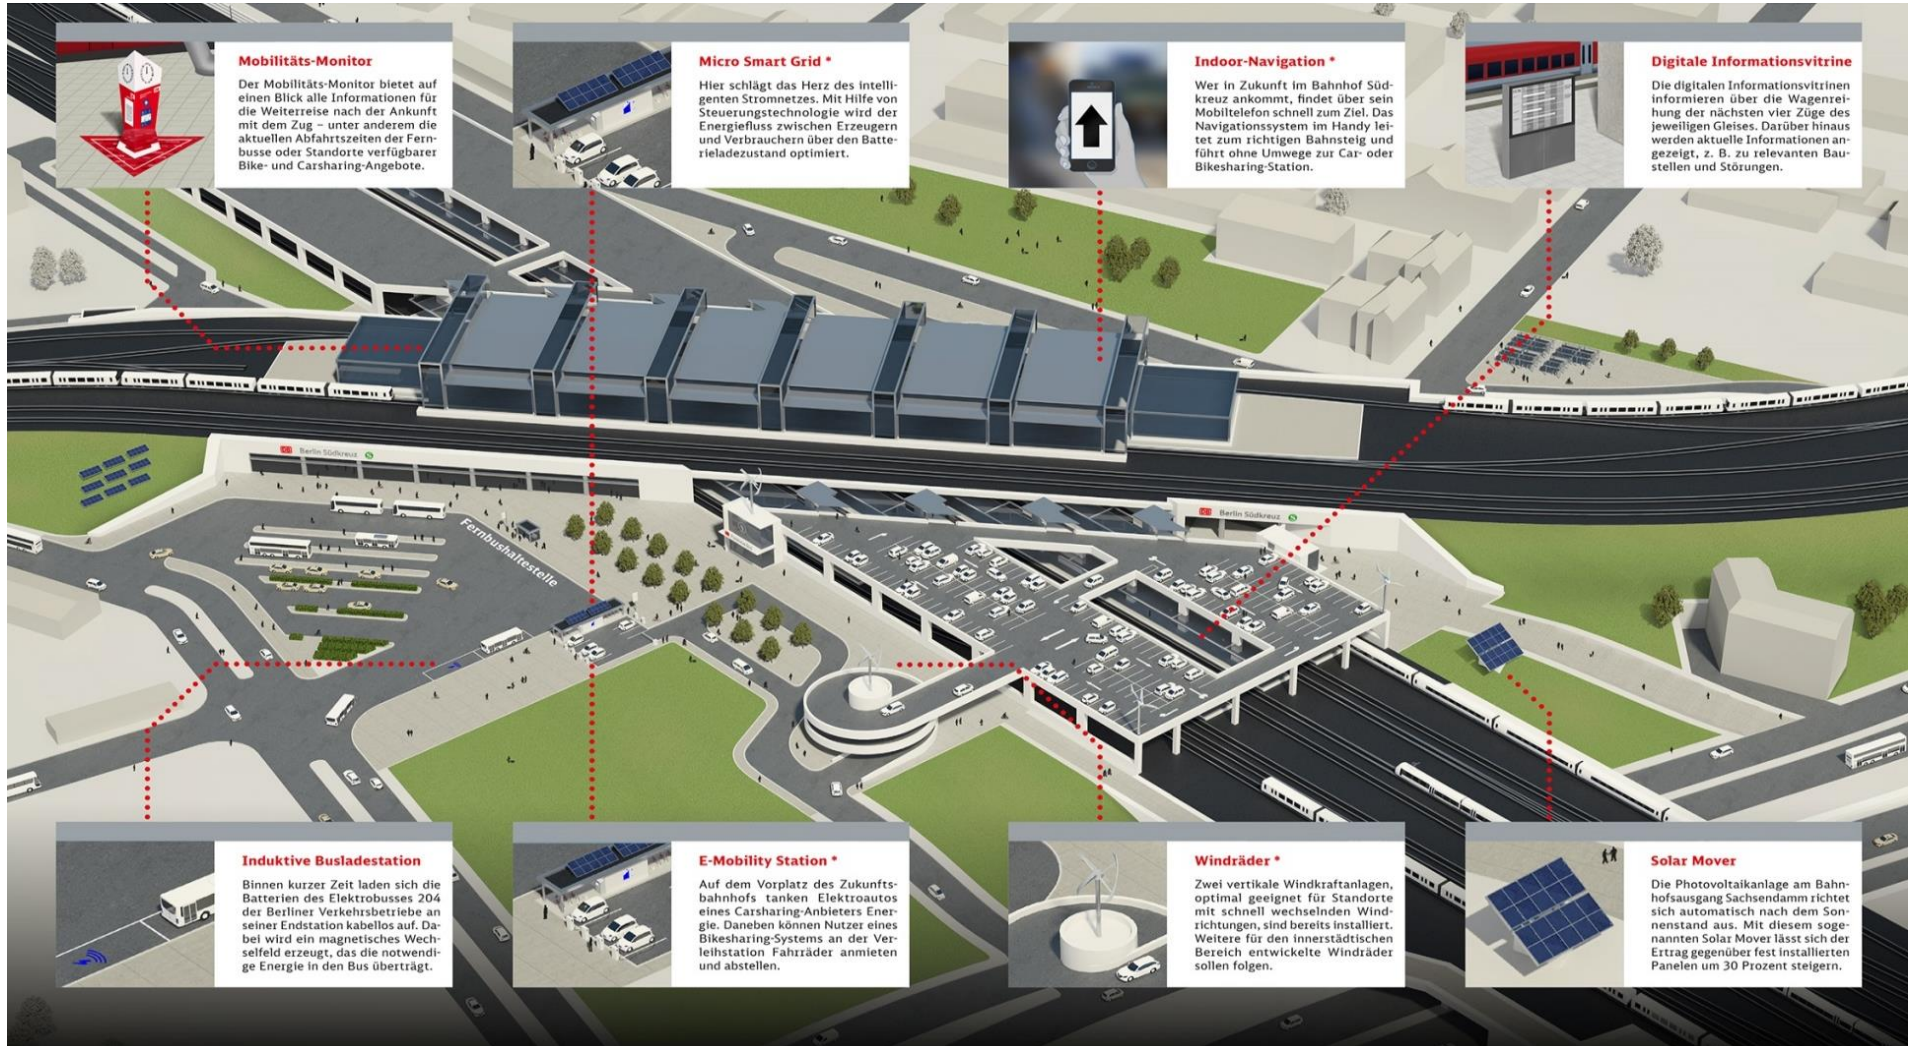 Mobilitäts-Monitor
Der Mobilitäts-Monitor bietet auf
einen Blick alle Informationen für
die Weiterreise nach der Ankunft
mit dem Zug – unter anderem die
aktuellen Abfahrtszeiten der Fern-
busse oder Standorte verfügbarer
Bike- und Carsharing-Angebote.
Micro Smart Grid *
Hier schlägt das Herz des intelli-
genten Stromnetzes. Mit Hilfe von
Steuerungstechnologie wird der
Energiefluss zwischen Erzeugern
und Verbrauchern über den Batte-
rieladezustand optimiert.
Indoor-Navigation *
Wer in Zukunft im Bahnhof Süd-
kreuz ankommt, findet über sein
Mobiltelefon schnell zum Ziel. Das
Navigationssystem im Handy lei-
tet zum richtigen Bahnsteig und
führt ohne Umwege zur Car- oder
Bikesharing-Station.
Digitale Informationsvitrine
Die digitalen Informationsvitrinen
informieren über die Wagenrei-
hung der nächsten vier Züge des
jeweiligen Gleises. Darüber hinaus
werden aktuelle Informationen an-
gezeigt, z. B. zu relevanten Bau-
stellen und Störungen.
DB Berlin Südkreuz S
DB Berlin Südkreuz S
Fernbushaltestelle
Induktive Busladestation
Binnen kurzer Zeit laden sich die
Batterien des Elektrobusses 204
der Berliner Verkehrsbetriebe an
seiner Endstation kabellos auf. Da-
bei wird ein magnetisches Wech-
selfeld erzeugt, das die notwendi-
ge Energie in den Bus überträgt.
E-Mobility Station *
Auf dem Vorplatz des Zukunfts-
bahnhofs tanken Elektroautos
eines Carsharing-Anbieters Ener-
gie. Daneben können Nutzer eines
Bikesharing-Systems an der Ver-
leihstation Fahrräder anmieten
und abstellen.
Windräder *
Zwei vertikale Windkraftanlagen,
optimal geeignet für Standorte
mit schnell wechselnden Wind-
richtungen, sind bereits installiert.
Weitere für den innerstädtischen
Bereich entwickelte Windräder
sollen folgen.
Solar Mover
Die Photovoltaikanlage am Bahn-
hofsausgang Sachsendamm richtet
sich automatisch nach dem Son-
nenstand aus. Mit diesem soge-
nannten Solar Mover lässt sich der
Ertrag gegenüber fest installierten
Panelen um 30 Prozent steigern.